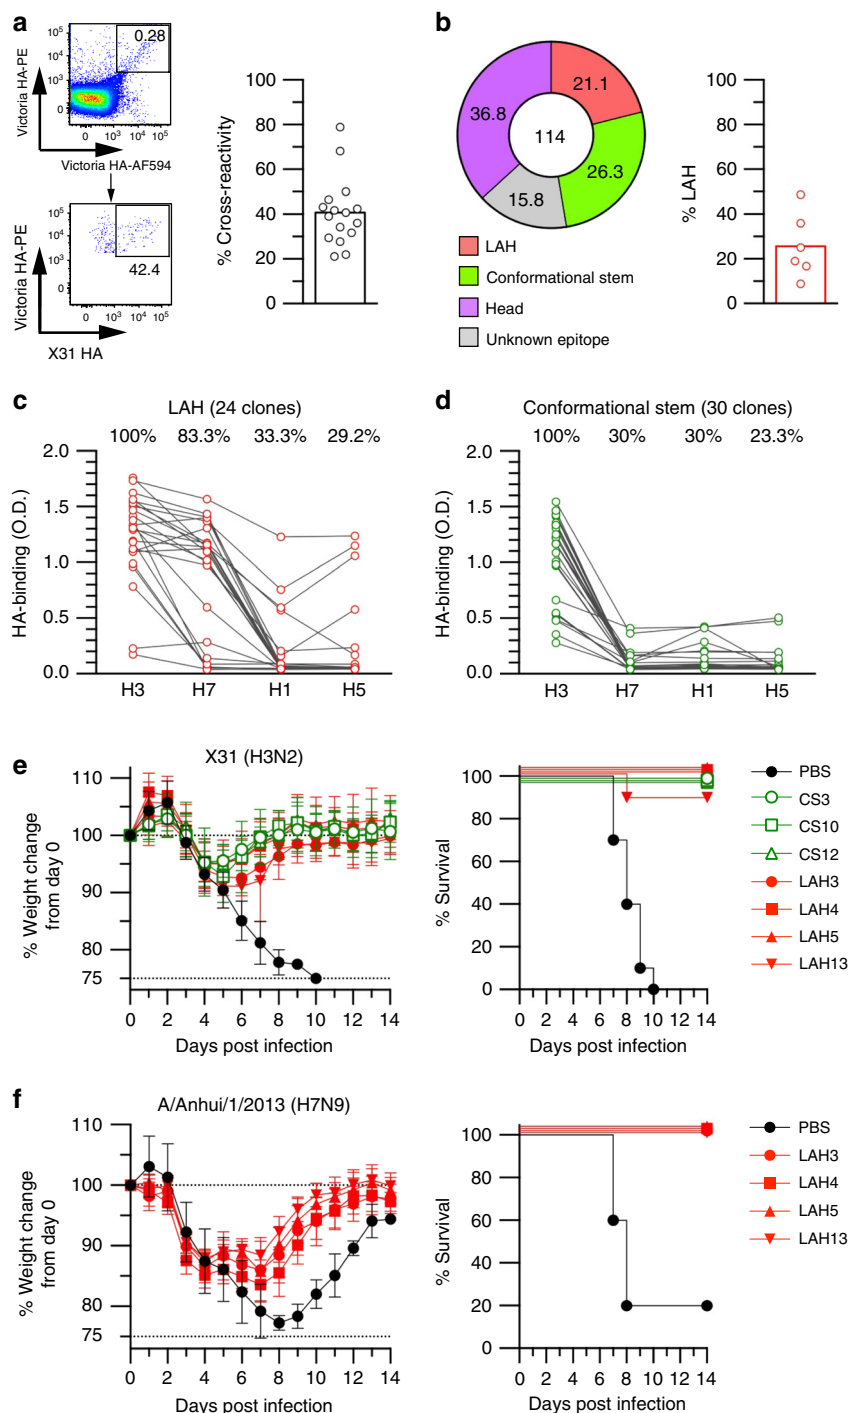 a
10⁵
10⁴
10³
0
0.28
Victoria HA-PE
0 10³ 10⁴ 10⁵
Victoria HA-AF594
10⁵
10⁴
10³
0
42.4
Victoria HA-PE
0 10³ 10⁴ 10⁵
X31 HA
% Cross-reactivity
100
80
60
40
20
0
b
21.1
26.3
15.8
36.8
114
LAH
Conformational stem
Head
Unknown epitope
% LAH
100
80
60
40
20
0
c
LAH (24 clones)
100% 83.3% 33.3% 29.2%
HA-binding (O.D.)
2.0
1.5
1.0
0.5
0.0
H3 H7 H1 H5
d
Conformational stem (30 clones)
100% 30% 30% 23.3%
HA-binding (O.D.)
2.0
1.5
1.0
0.5
0.0
H3 H7 H1 H5
e
X31 (H3N2)
% Weight change
from day 0
110
100
90
80
75
0 2 4 6 8 10 12 14
Days post infection
% Survival
100
80
60
40
20
0
0 2 4 6 8 10 12 14
Days post infection
PBS
CS3
CS10
CS12
LAH3
LAH4
LAH5
LAH13
f
A/Anhui/1/2013 (H7N9)
% Weight change
from day 0
110
100
90
80
75
0 2 4 6 8 10 12 14
Days post infection
% Survival
100
80
60
40
20
0
0 2 4 6 8 10 12 14
Days post infection
PBS
LAH3
LAH4
LAH5
LAH13